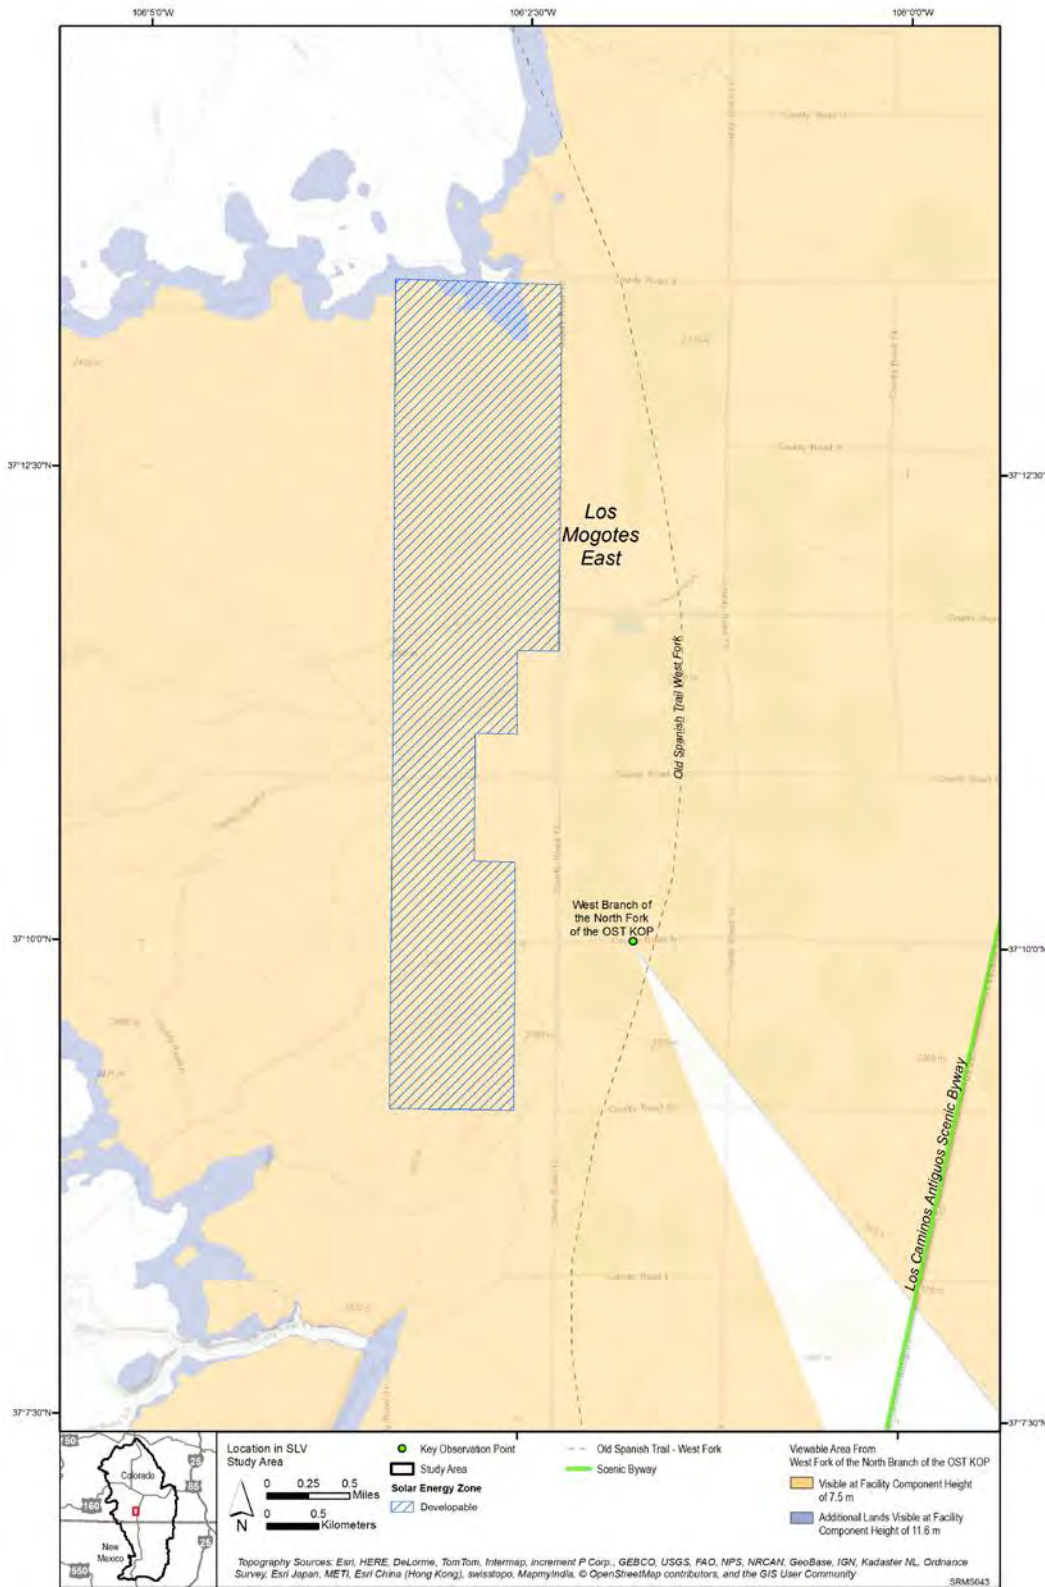 106°5'0"W
106°2'30"W
106°0'0"W
37°12'30"N
37°12'30"N
Los
Mogotes
East
Old Spanish Trail West Fork
West Branch of
the North Fork
of the OST KOP
37°10'0"N
37°10'0"N
Los Caminos Antiguos Scenic Byway
37°7'30"N
37°7'30"N
Location in SLV
Study Area
0 0.25 0.5
Miles
0 0.5
Kilometers
N
Key Observation Point
Study Area
Solar Energy Zone
Developable
Old Spanish Trail - West Fork
Scenic Byway
Viewable Area From
West Fork of the North Branch of the OST KOP
Visible at Facility Component Height
of 7.5 m
Additional Lands Visible at Facility
Component Height of 11.6 m
50
25
85
Colorado
160
New
Mexico
25
550
Topography Sources: Esri, HERE, DeLorme, TomTom, Intermap, increment P Corp., GEBCO, USGS, FAO, NPS, NRCAN, GeoBase, IGN, Kadaster NL, Ordnance
Survey, Esri Japan, METI, Esri China (Hong Kong), swisstopo, MapmyIndia, © OpenStreetMap contributors, and the GIS User Community
SRMS043